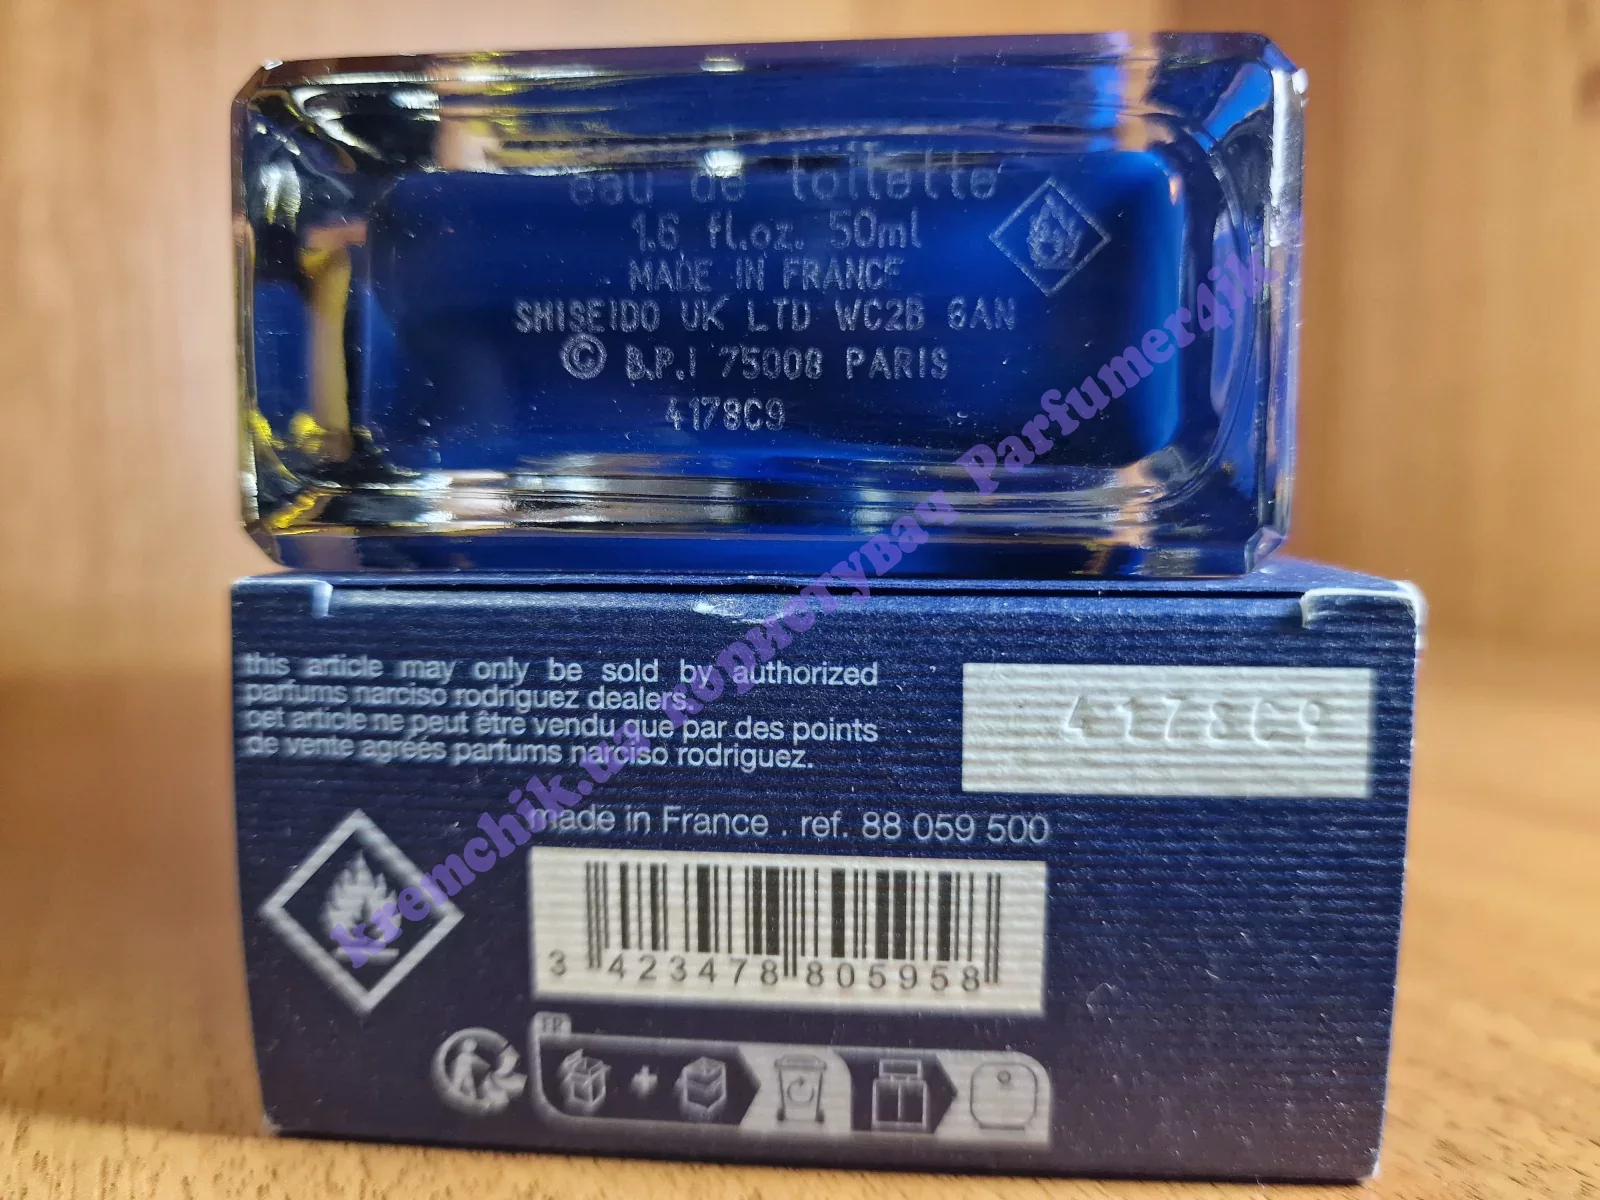 eau de toilette
1.6 fl.oz. 50ml
MADE IN FRANCE
SHISEIDO UK LTD WC2B 6AN
© B.P.I 75008 PARIS
4178C9
this article may only be sold by authorized
parfums narciso rodriguez dealers.
cet article ne peut être vendu que par des points
de vente agréés parfums narciso rodriguez.
4178C9
made in France . ref. 88 059 500
3 423478 805958
FR
kremchik.ua користувач Parfumer4ik